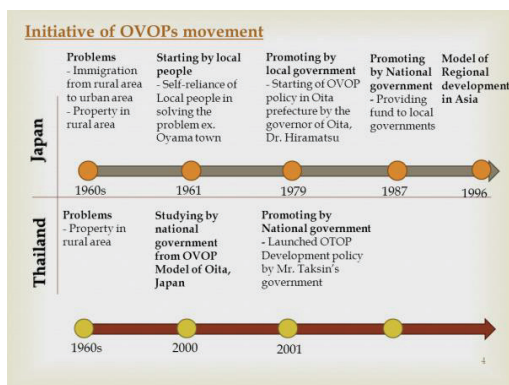 Initiative of OVOPs movement
Japan
Problems
- Immigration
from rural area
to urban area
- Property in
rural area
Starting by local
people
- Self-reliance of
Local people in
solving the
problem ex.
Oyama town
Promoting by
local government
- Starting of OVOP
policy in Oita
prefecture by the
governor of Oita,
Dr. Hiramatsu
Promoting
by National
government
- Providing
fund to local
governments
Model of
Regional
development
in Asia
1960s
1961
1979
1987
1996
Thailand
Problems
- Property in
rural area
Studying by
national
government
from OVOP
Model of Oita,
Japan
Promoting by
National government
- Launched OTOP
Development policy
by Mr. Taksin's
government
1960s
2000
2001
4